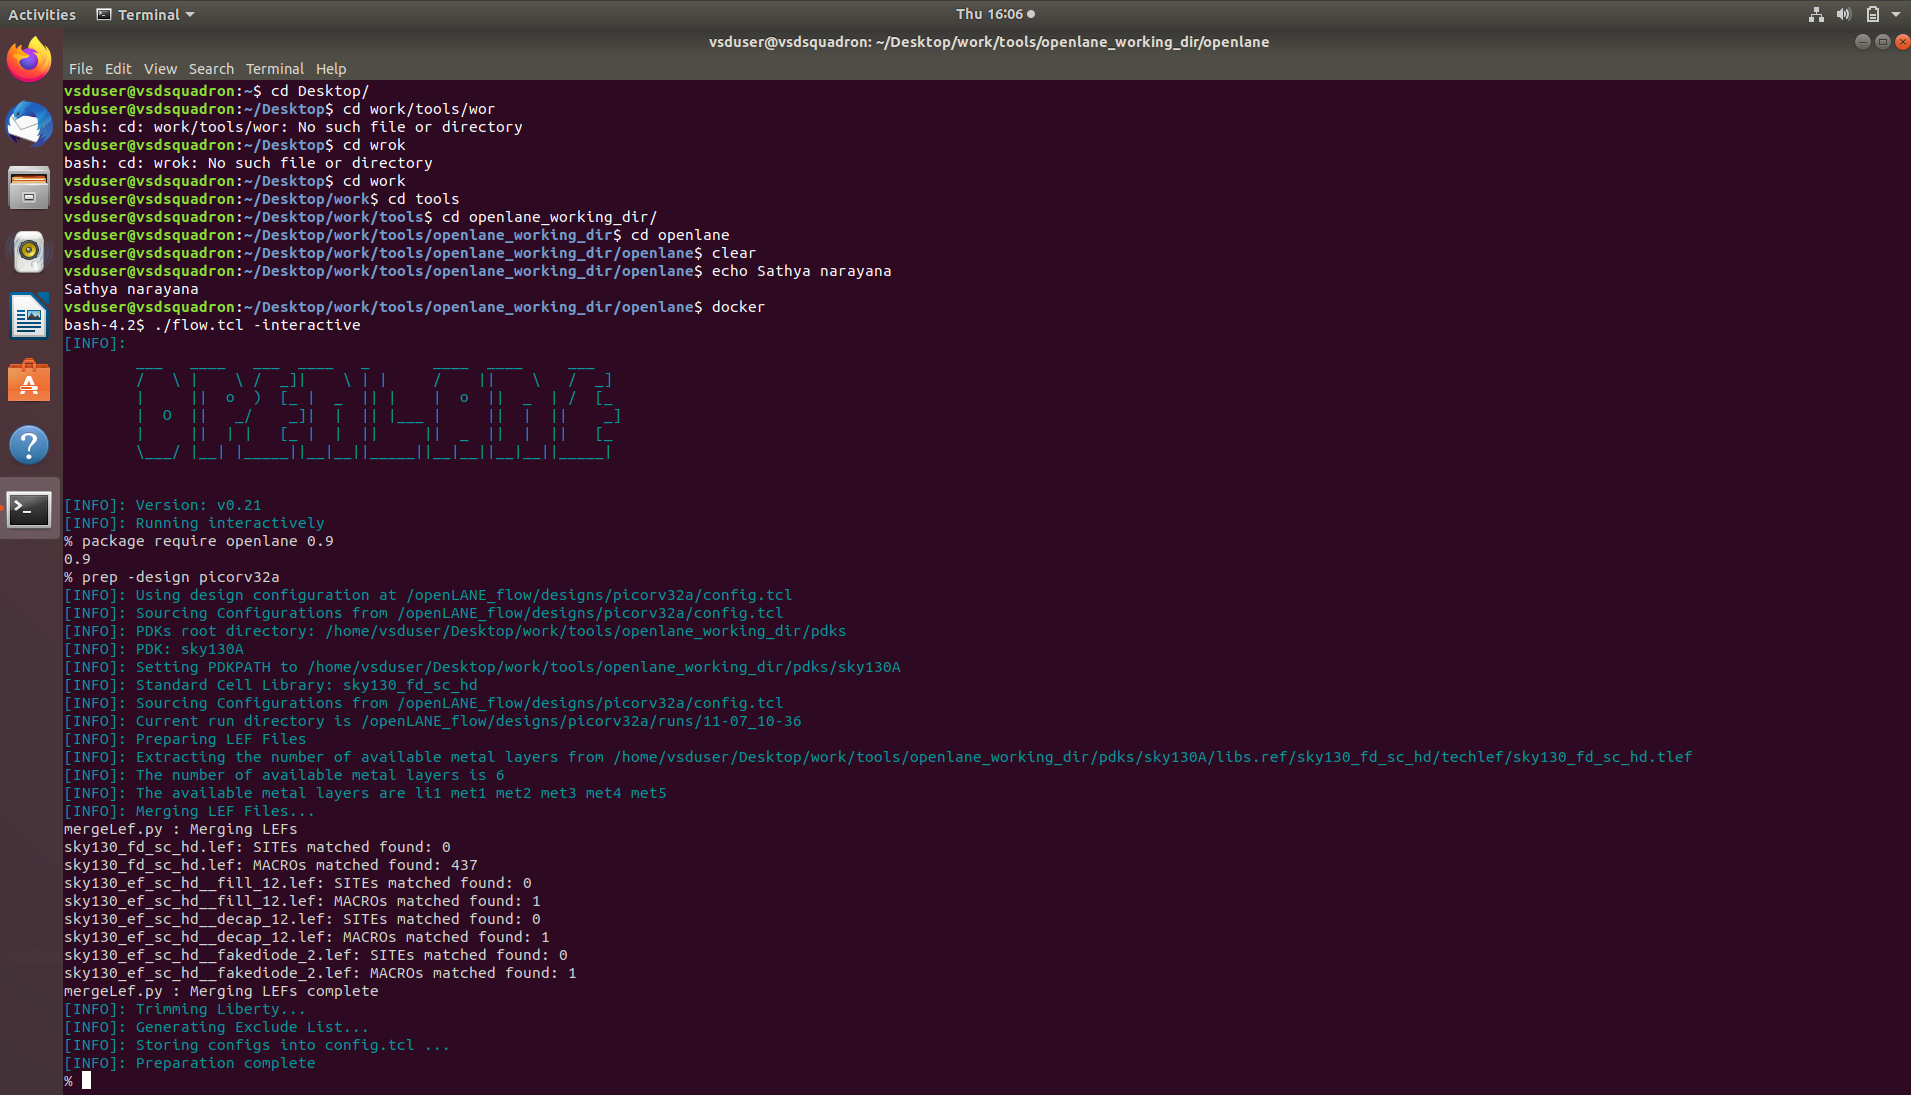 Activities Terminal Thu 16:06
vsduser@vsdsquadron: ~/Desktop/work/tools/openlane_working_dir/openlane
File Edit View Search Terminal Help
vsduser@vsdsquadron:~$ cd Desktop/
vsduser@vsdsquadron:~/Desktop$ cd work/tools/wor
bash: cd: work/tools/wor: No such file or directory
vsduser@vsdsquadron:~/Desktop$ cd wrok
bash: cd: wrok: No such file or directory
vsduser@vsdsquadron:~/Desktop$ cd work
vsduser@vsdsquadron:~/Desktop/work$ cd tools
vsduser@vsdsquadron:~/Desktop/work/tools$ cd openlane_working_dir/
vsduser@vsdsquadron:~/Desktop/work/tools/openlane_working_dir$ cd openlane
vsduser@vsdsquadron:~/Desktop/work/tools/openlane_working_dir/openlane$ clear
vsduser@vsdsquadron:~/Desktop/work/tools/openlane_working_dir/openlane$ echo Sathya narayana
Sathya narayana
vsduser@vsdsquadron:~/Desktop/work/tools/openlane_working_dir/openlane$ docker
bash-4.2$ ./flow.tcl -interactive
[INFO]:
OPENLANE
[INFO]: Version: v0.21
[INFO]: Running interactively
% package require openlane 0.9
0.9
% prep -design picorv32a
[INFO]: Using design configuration at /openLANE_flow/designs/picorv32a/config.tcl
[INFO]: Sourcing Configurations from /openLANE_flow/designs/picorv32a/config.tcl
[INFO]: PDKs root directory: /home/vsduser/Desktop/work/tools/openlane_working_dir/pdks
[INFO]: PDK: sky130A
[INFO]: Setting PDKPATH to /home/vsduser/Desktop/work/tools/openlane_working_dir/pdks/sky130A
[INFO]: Standard Cell Library: sky130_fd_sc_hd
[INFO]: Sourcing Configurations from /openLANE_flow/designs/picorv32a/config.tcl
[INFO]: Current run directory is /openLANE_flow/designs/picorv32a/runs/11-07_10-36
[INFO]: Preparing LEF Files
[INFO]: Extracting the number of available metal layers from /home/vsduser/Desktop/work/tools/openlane_working_dir/pdks/sky130A/libs.ref/sky130_fd_sc_hd/techlef/sky130_fd_sc_hd.tlef
[INFO]: The number of available metal layers is 6
[INFO]: The available metal layers are li1 met1 met2 met3 met4 met5
[INFO]: Merging LEF Files...
mergeLef.py : Merging LEFs
sky130_fd_sc_hd.lef: SITEs matched found: 0
sky130_fd_sc_hd.lef: MACROs matched found: 437
sky130_ef_sc_hd__fill_12.lef: SITEs matched found: 0
sky130_ef_sc_hd__fill_12.lef: MACROs matched found: 1
sky130_ef_sc_hd__decap_12.lef: SITEs matched found: 0
sky130_ef_sc_hd__decap_12.lef: MACROs matched found: 1
sky130_ef_sc_hd__fakediode_2.lef: SITEs matched found: 0
sky130_ef_sc_hd__fakediode_2.lef: MACROs matched found: 1
mergeLef.py : Merging LEFs complete
[INFO]: Trimming Liberty...
[INFO]: Generating Exclude List...
[INFO]: Storing configs into config.tcl ...
[INFO]: Preparation complete
%